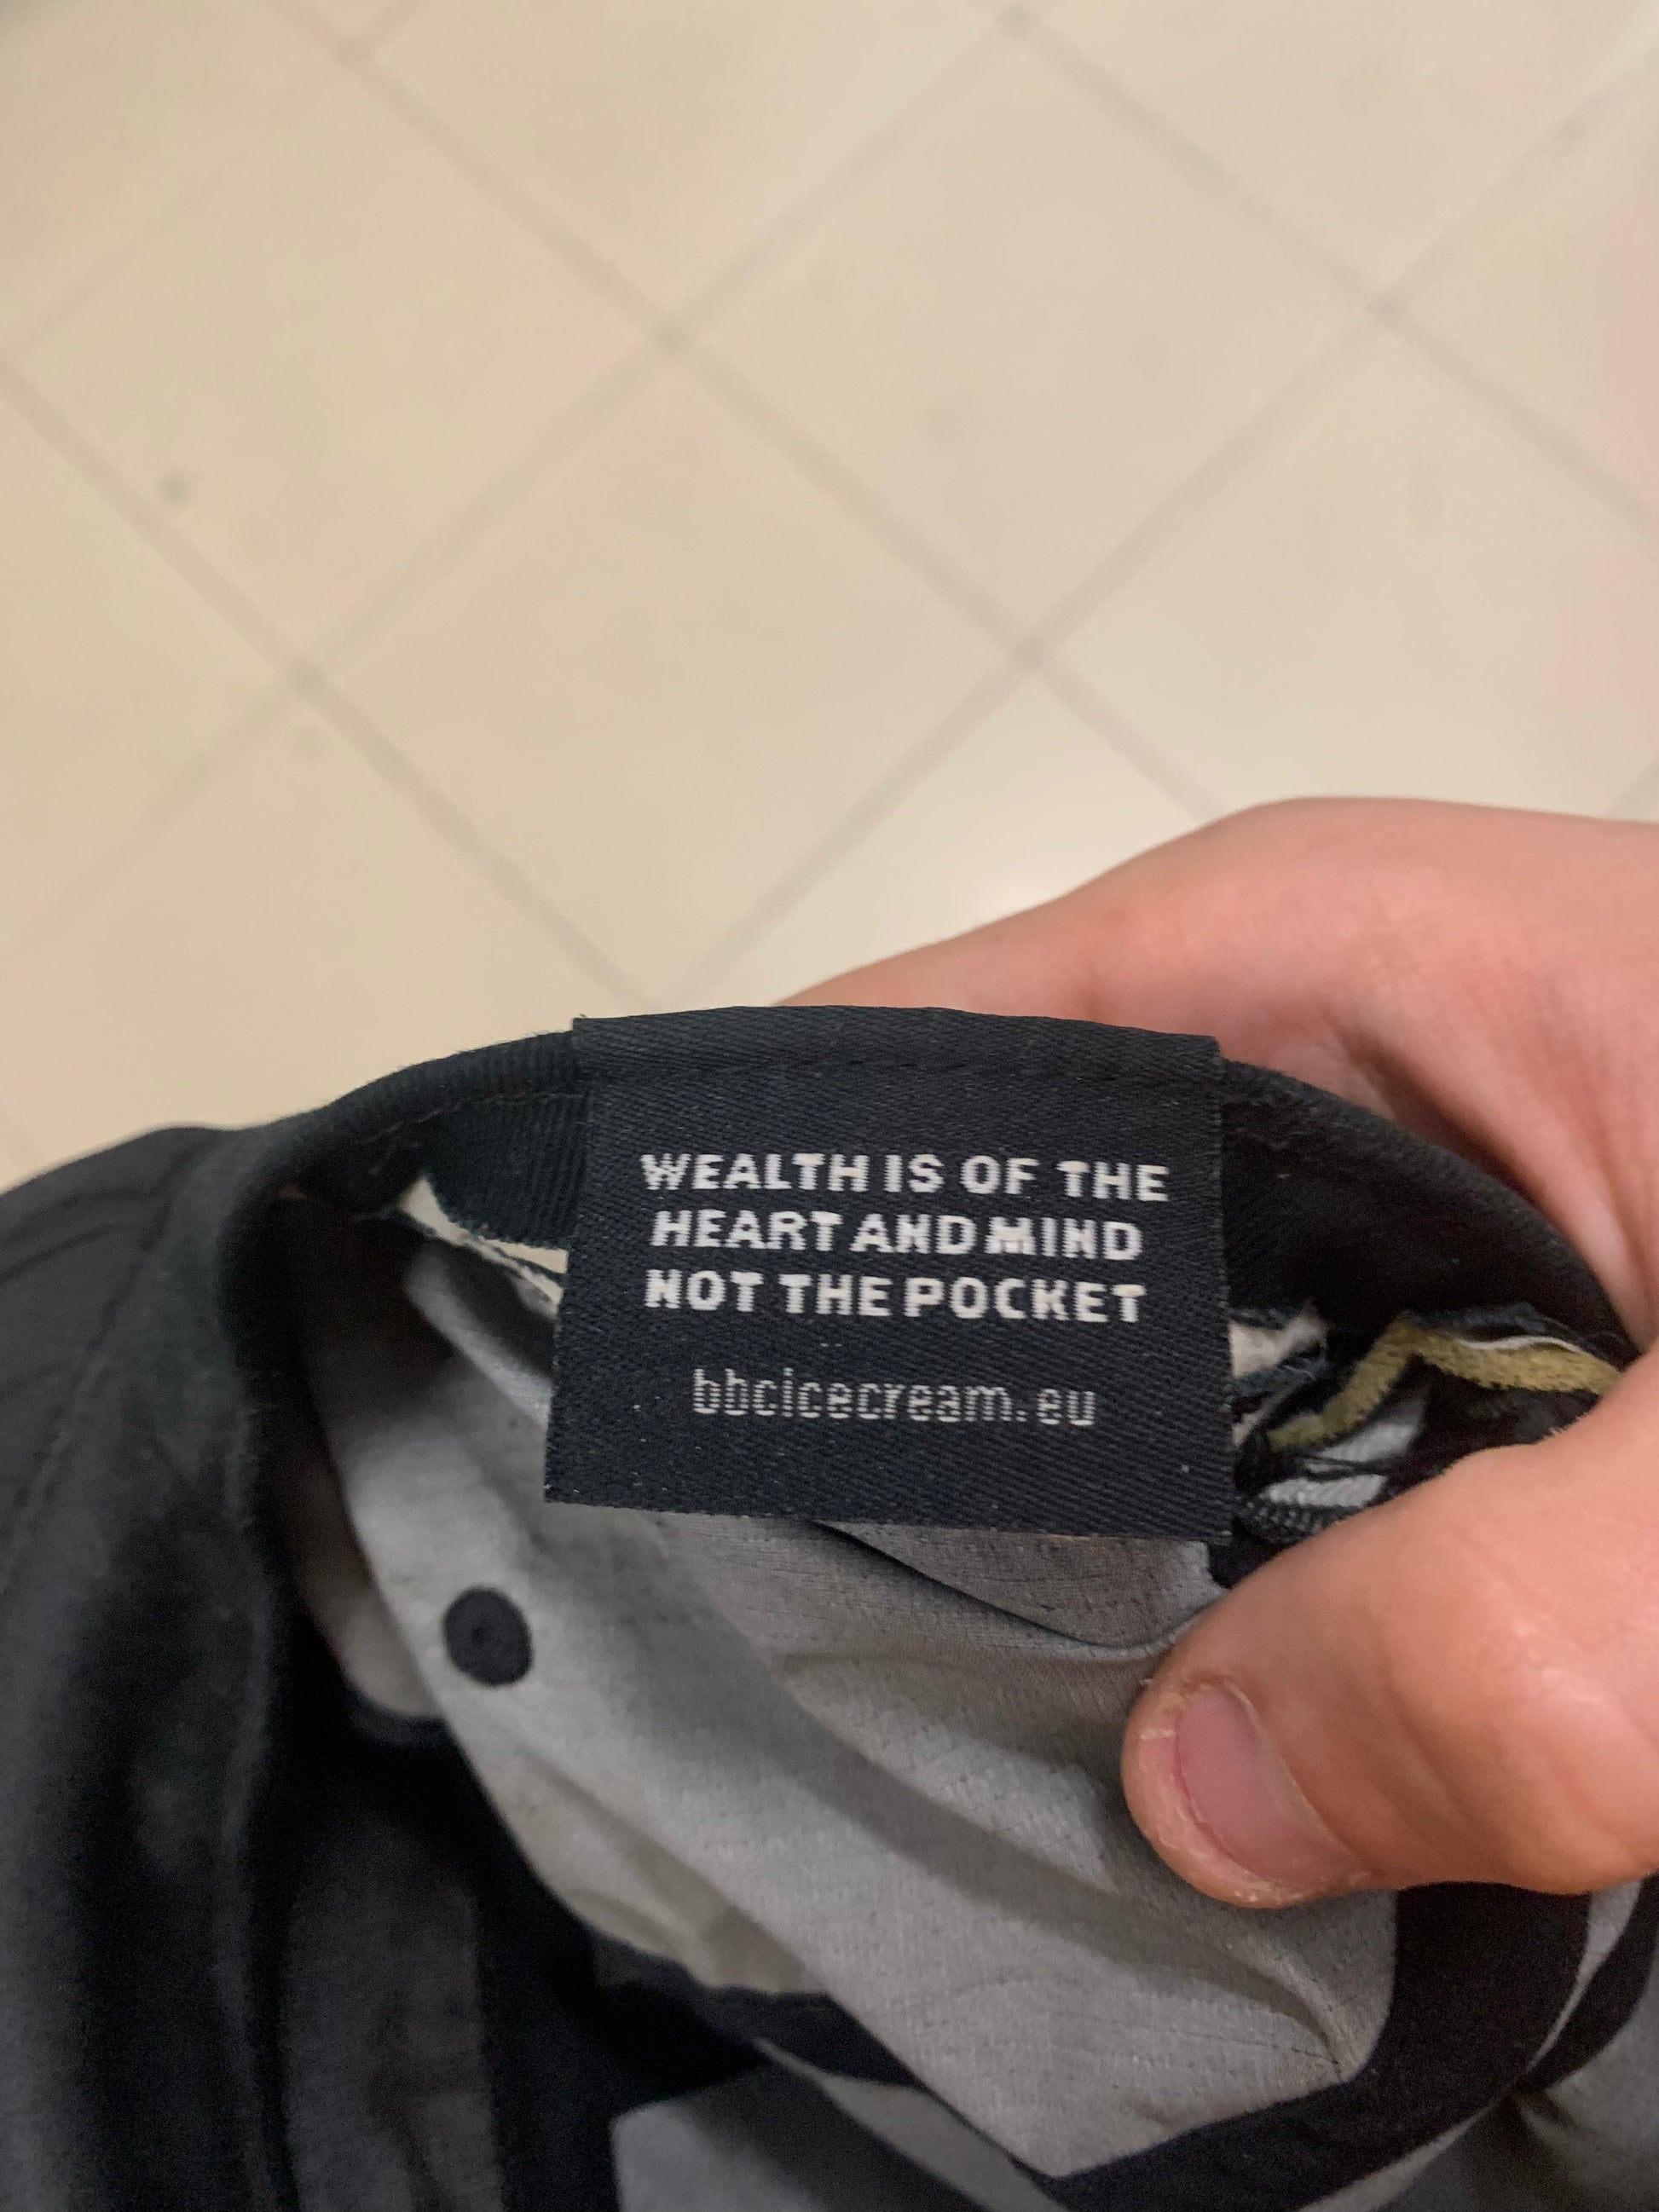 WEALTH IS OF THE
HEART AND MIND
NOT THE POCKET
bbcicecream.eu